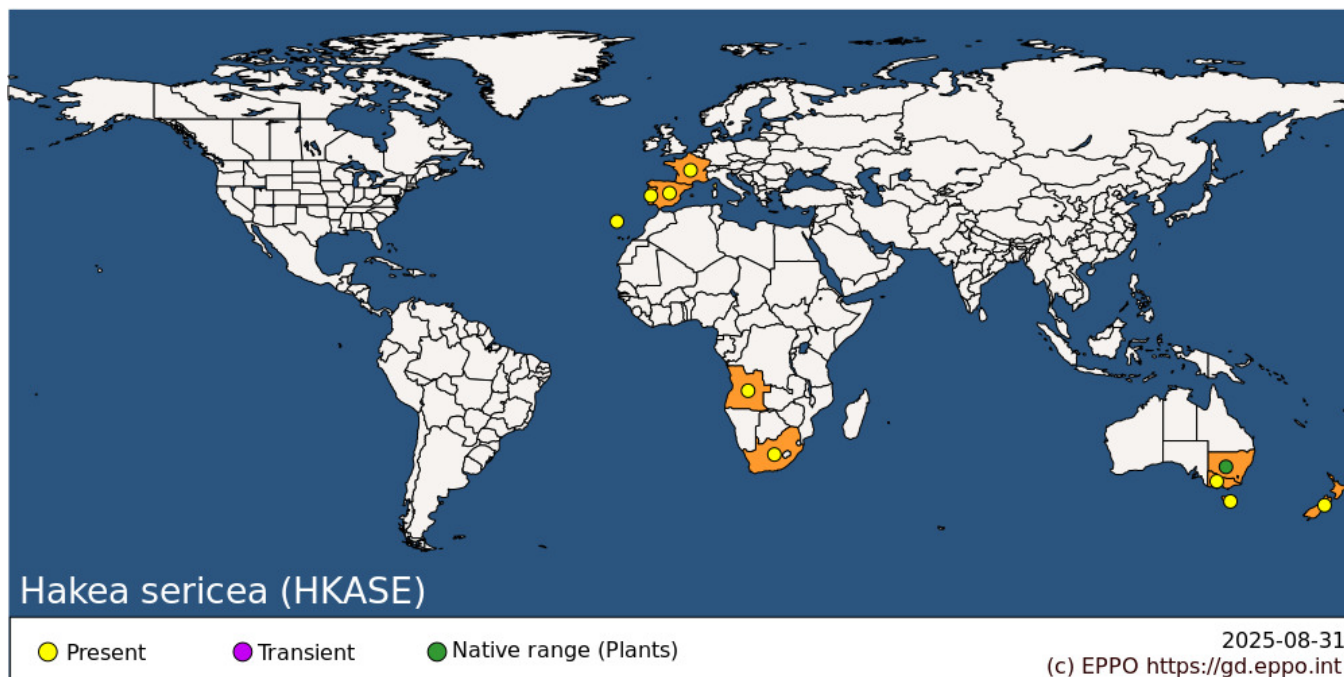 Hakea sericea (HKASE)
Present
Transient
Native range (Plants)
2025-08-31
(c) EPPO https://gd.eppo.int